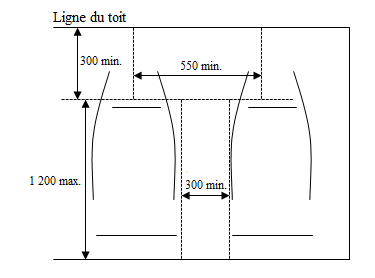 Ligne du toit
300 min.
550 min.
1 200 max.
300 min.